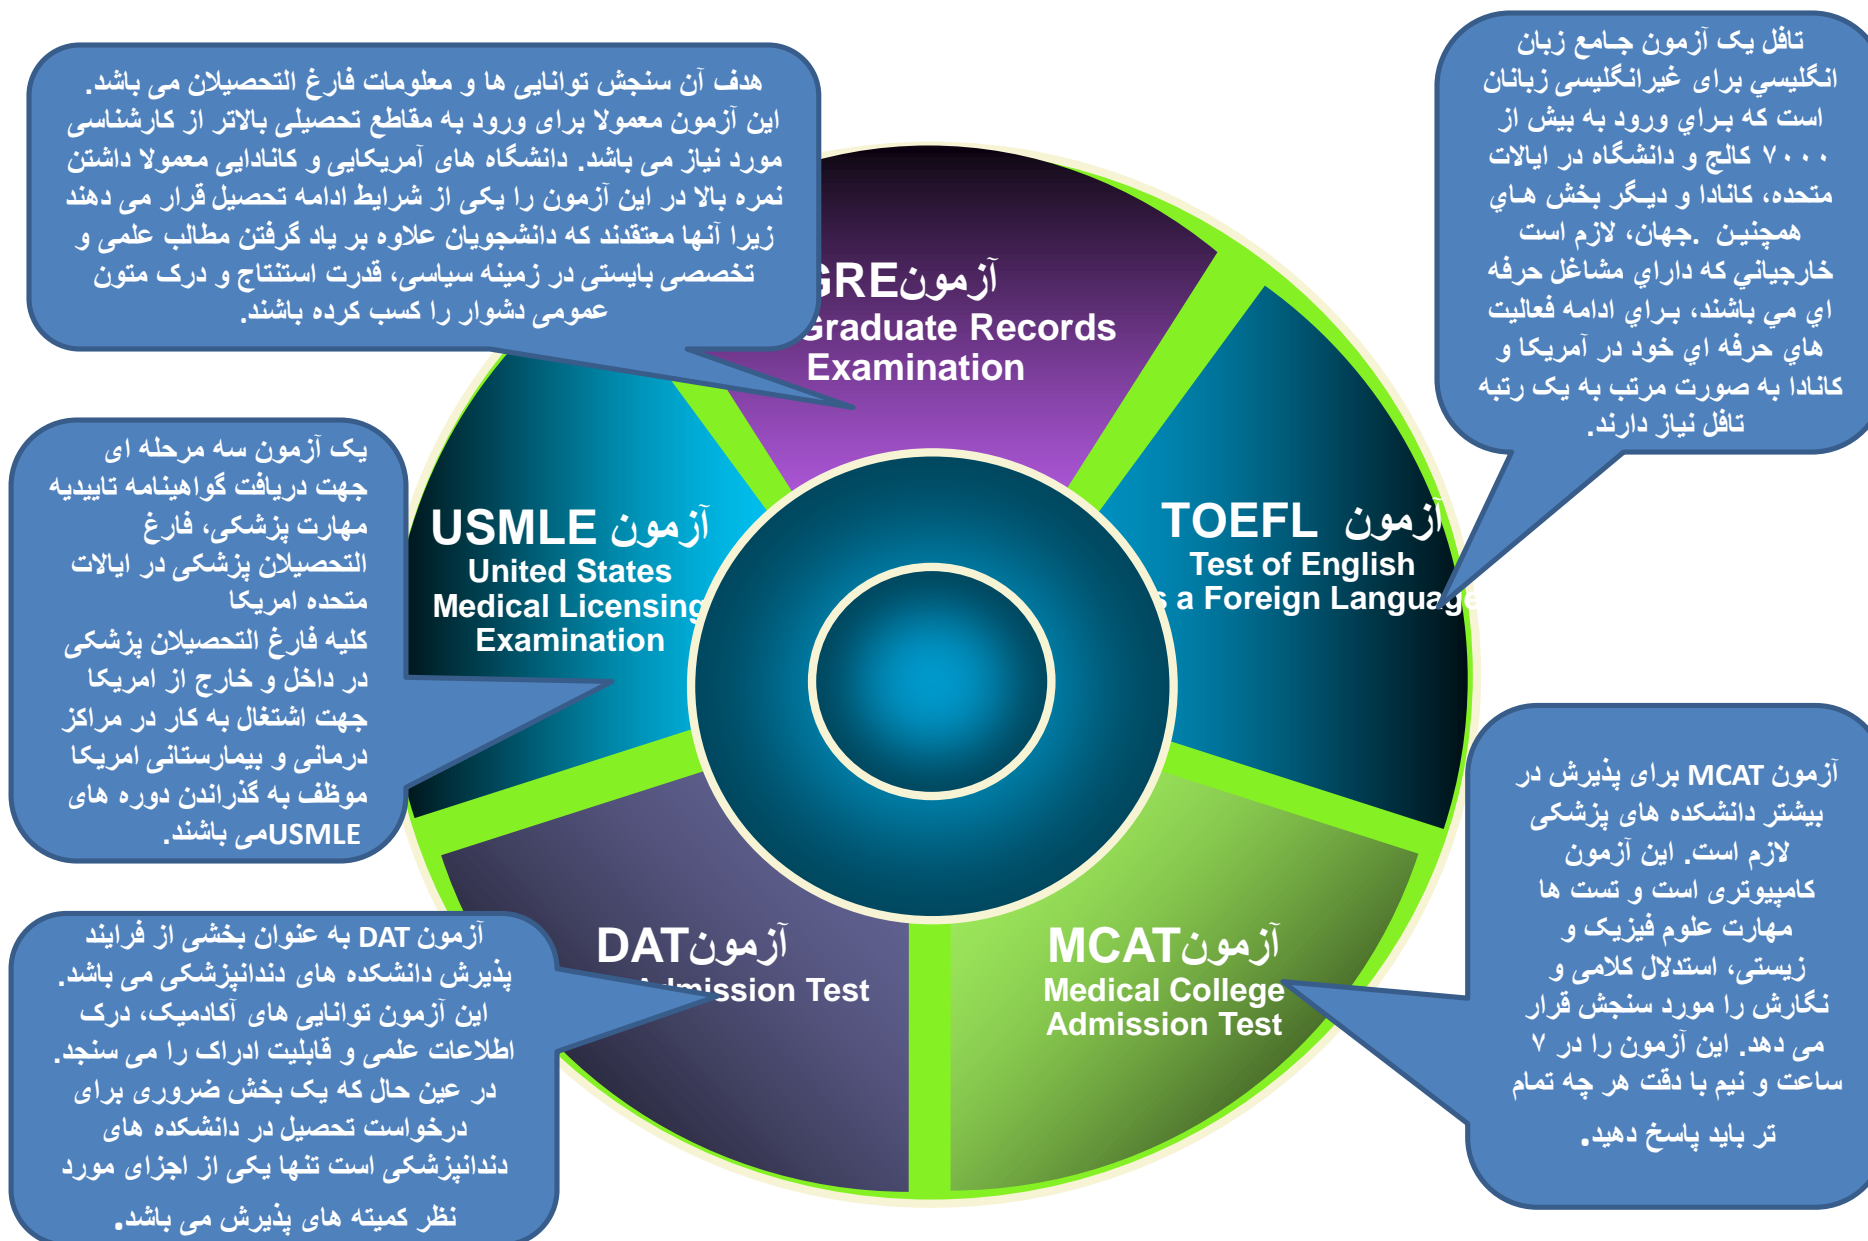 هدف آن سنجش توانایی ها و معلومات فارغ التحصیلان می باشد.
این آزمون معمولا برای ورود به مقاطع تحصیلی بالاتر از کارشناسی
مورد نیاز می باشد. دانشگاه های آمریکایی و کانادایی معمولا داشتن
نمره بالا در این آزمون را یکی از شرایط ادامه تحصیل قرار می دهند
زیرا آنها معتقدند که دانشجویان علاوه بر یاد گرفتن مطالب علمی و
تخصصی بایستی در زمینه سیاسی، قدرت استنتاج و درک متون
عمومی دشوار را کسب کرده باشند.
تافل یک آزمون جـامع زبان
انگلیسي برای غیرانگلیسی زبانان
است که بـراي ورود به بیش از
۷۰۰۰ کالج و دانشگاه در ایالات
متحده، کانادا و دیـگر بخش هـاي
همچنیـن .جهان، لازم است
خارجیاني که داراي مشاغل حرفه
اي مي باشند، بـراي ادامه فعالیت
هاي حرفه اي خود در آمریکا و
کانادا به صورت مرتب به یک رتبه
تافل نیاز دارند.
آزمونGRE
Graduate Records
Examination
یک آزمون سه مرحله ای
جهت دریافت گواهینامه تاییدیه
مهارت پزشکی، فارغ
التحصیلان پزشکی در ایالات
متحده امریکا
کلیه فارغ التحصیلان پزشکی
در داخل و خارج از امریکا
جهت اشتغال به کار در مراکز
درمانی و بیمارستانی امریکا
موظف به گذراندن دوره های
USMLEمی باشند.
آزمون USMLE
United States
Medical Licensing
Examination
آزمون TOEFL
Test of English
s a Foreign Language
آزمون MCAT برای پذیرش در
بیشتر دانشکده های پزشکی
لازم است. این آزمون
کامپیوتری است و تست ها
مهارت علوم فیزیک و
زیستی، استدلال کلامی و
نگارش را مورد سنجش قرار
می دهد. این آزمون را در ۷
ساعت و نیم با دقت هر چه تمام
تر باید پاسخ دهید.
آزمون DAT به عنوان بخشی از فرایند
پذیرش دانشکده های دندانپزشکی می باشد.
این آزمون توانایی های آکادمیک، درک
اطلاعات علمی و قابلیت ادراک را می سنجد.
در عین حال که یک بخش ضروری برای
درخواست تحصیل در دانشکده های
دندانپزشکی است تنها یکی از اجزای مورد
نظر کمیته های پذیرش می باشد.
آزمونDAT
Admission Test
آزمونMCAT
Medical College
Admission Test